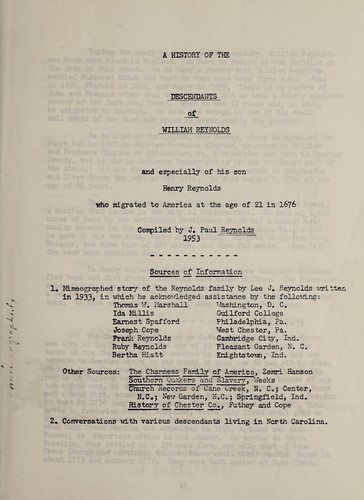 A HISTORY OF THE
DESCENDANTS
of
WILLIAM REYNOLDS
and especially of his son
Henry Reynolds
who migrated to America at the age of 21 in 1676
Compiled by J. Paul Reynolds
1953
- - - - - - - - - - -
Sources of Information
1. Mimeographed story of the Reynolds family by Lee J. Reynolds written
in 1933, in which he acknowledged assistance by the following:
Thomas W. Marshall Washington, D. C.
Ida Millis Guilford College
Earnest Spafford Philadelphia, Pa.
Joseph Cope West Chester, Pa.
Frank Reynolds Cambridge City, Ind.
Ruby Reynolds Pleasant Garden, N. C.
Bertha Hiatt Knightstown, Ind.
Other Sources: The Chamness Family of America, Zemri Hanson
Southern Quakers and Slavery, Weeks
Church Records of Cane Creek, N. C.; Center,
N.C.; New Garden, N.C.; Springfield, Ind.
History of Chester Co., Futhey and Cope
2. Conversations with various descendants living in North Carolina.